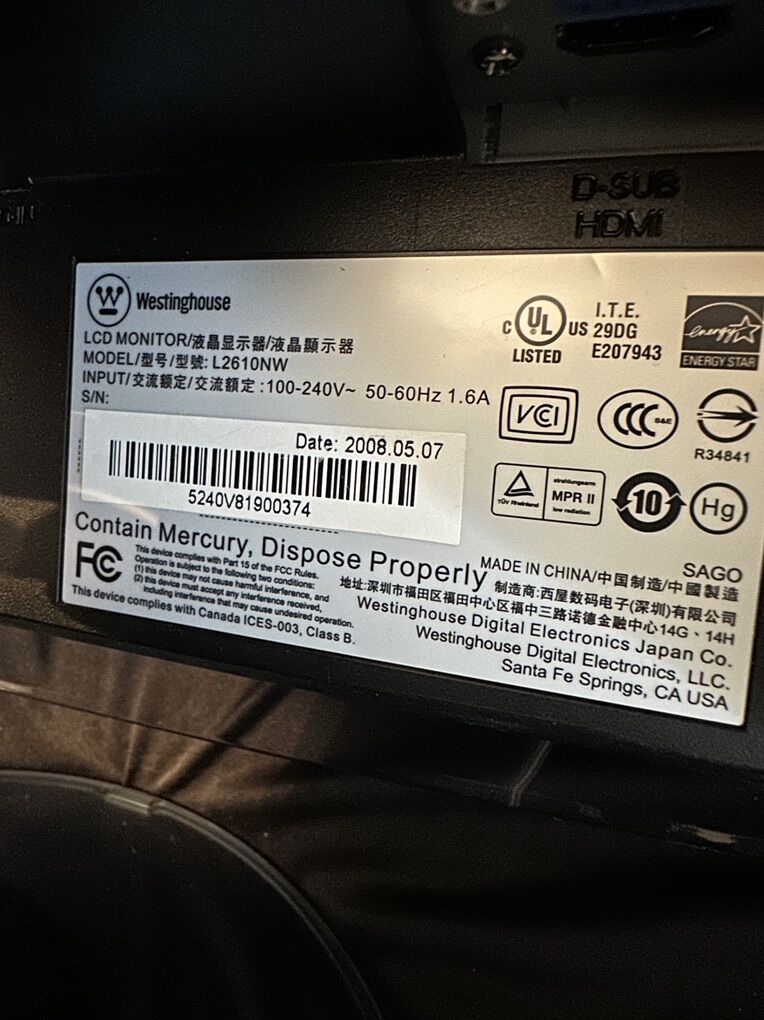 D-SUB
HDMI
Westinghouse
LCD MONITOR/液晶显示器/液晶顯示器
MODEL/型号/型號: L2610NW
INPUT/交流额定/交流額定 :100-240V~ 50-60Hz 1.6A
S/N:
Date: 2008.05.07
5240V81900374
C UL US
LISTED
I.T.E.
29DG
E207943
energy
ENERGY STAR
VCI
CCC S&E
R34841
TÜV Rheinland
strahlungsarm
MPR II
low radiation
10
Hg
Contain Mercury, Dispose Properly
FC
This device complies with Part 15 of the FCC Rules.
Operation is subject to the following two conditions:
(1) this device may not cause harmful interference, and
(2) this device must accept any interference received,
including interference that may cause undesired operation.
This device complies with Canada ICES-003, Class B.
SAGO
MADE IN CHINA/中国制造/中國製造
制造商:西屋数码电子(深圳)有限公司
地址:深圳市福田区福田中心区福中三路诺德金融中心14G、14H
Westinghouse Digital Electronics Japan Co.
Westinghouse Digital Electronics, LLC.
Santa Fe Springs, CA USA